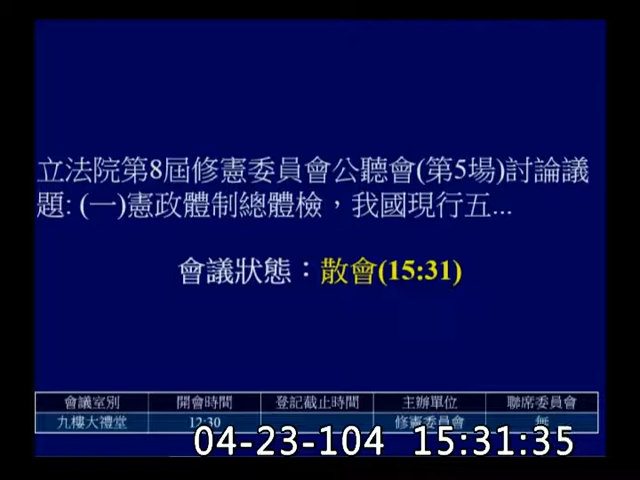 立法院第8屆修憲委員會公聽會(第5場)討論議
題: (一)憲政體制總體檢，我國現行五...
會議狀態：散會(15:31)
會議室別 開會時間 登記截止時間 主辦單位 聯席委員會
九樓大禮堂 12:30 修憲委員會 無
04-23-104 15:31:35